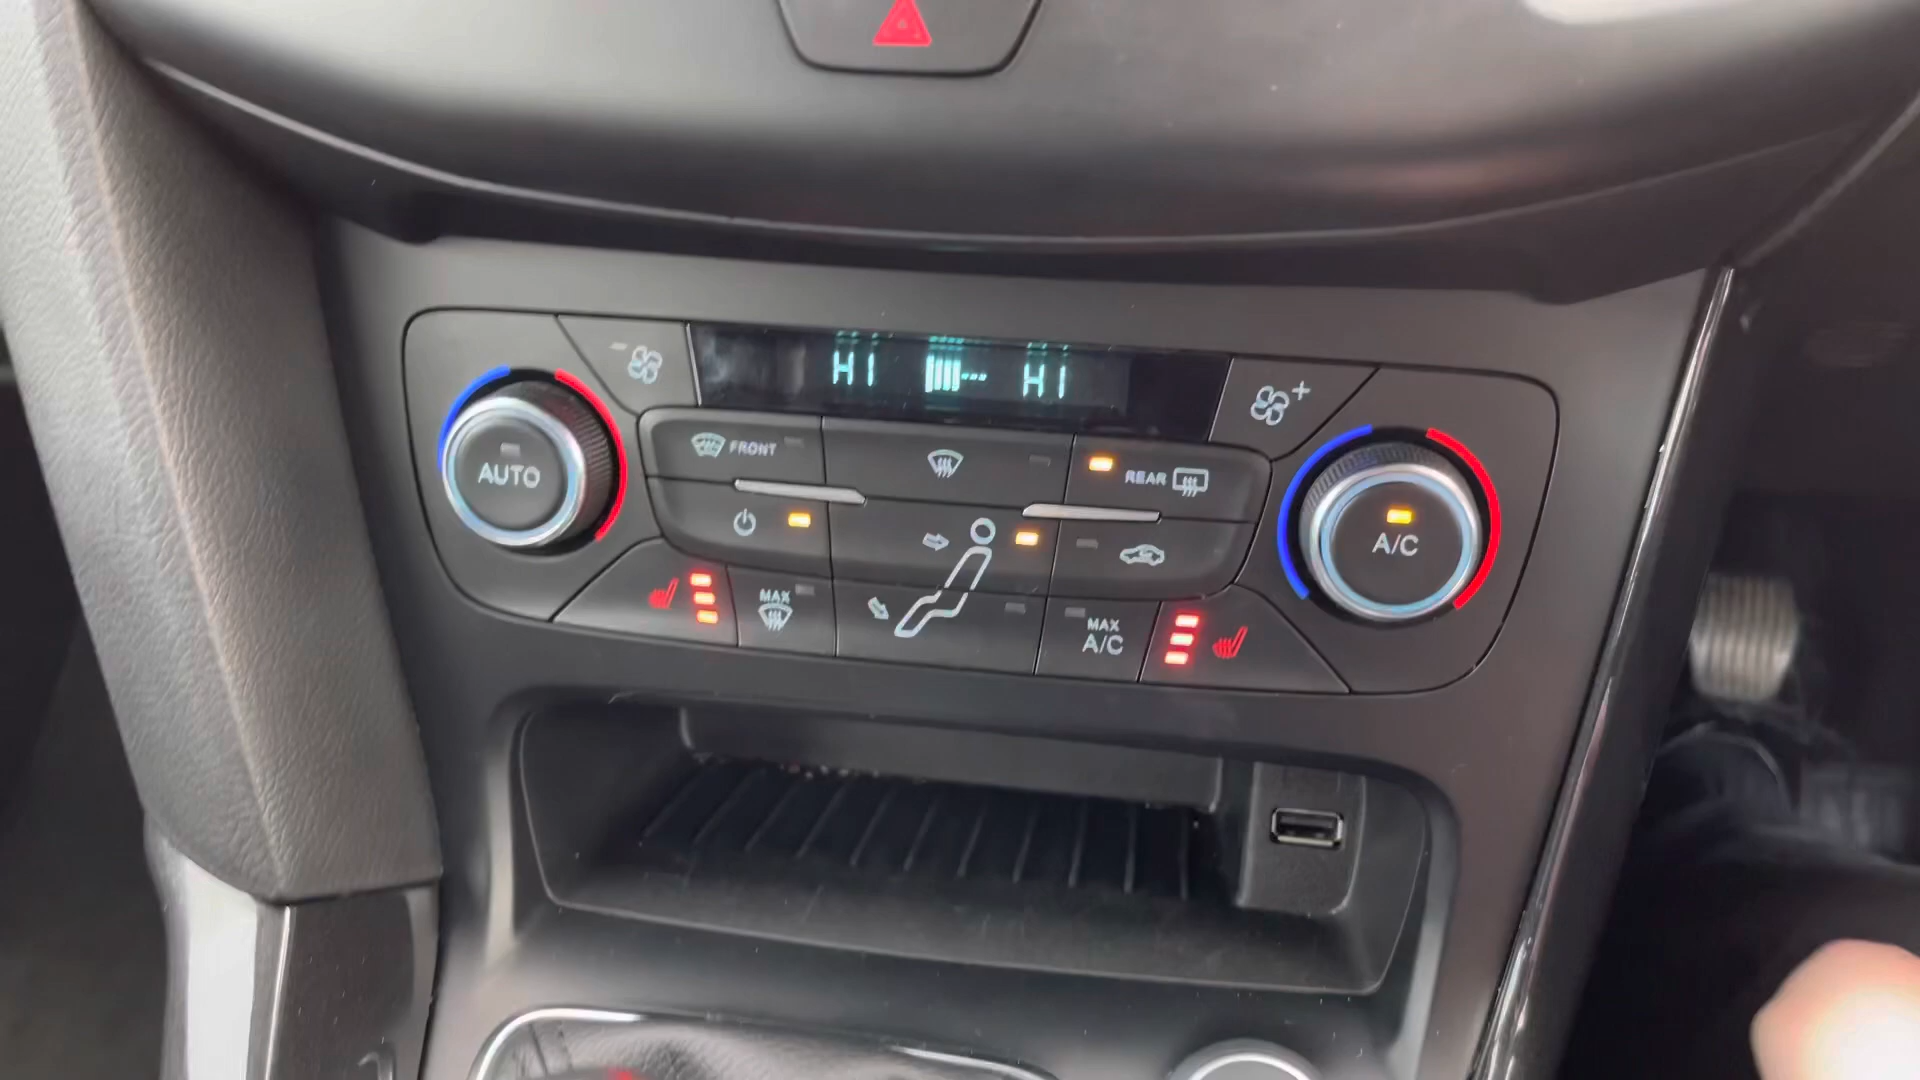 HI HI
FRONT
REAR
AUTO
A/C
MAX
MAX
A/C